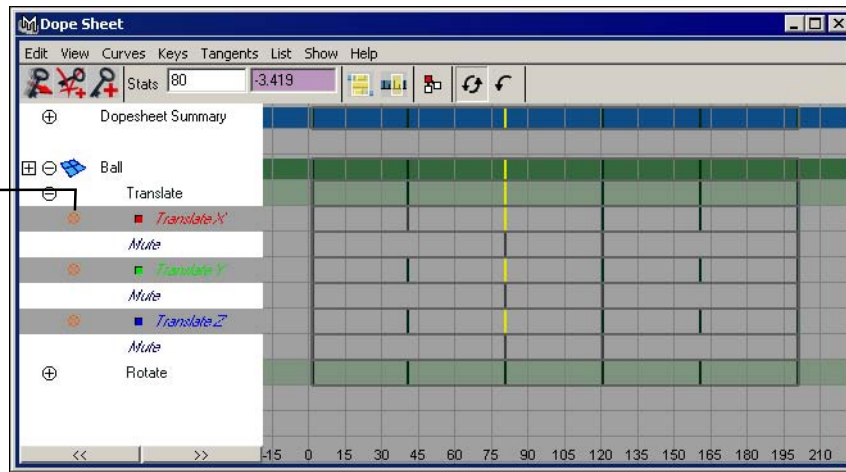 Dope Sheet
Edit View Curves Keys Tangents List Show Help
Stats 80 -3.419
Dopesheet Summary
Ball
Translate
Translate X
Mute
Translate Y
Mute
Translate Z
Mute
Rotate
<< >> -15 0 15 30 45 60 75 90 105 120 135 150 165 180 195 210